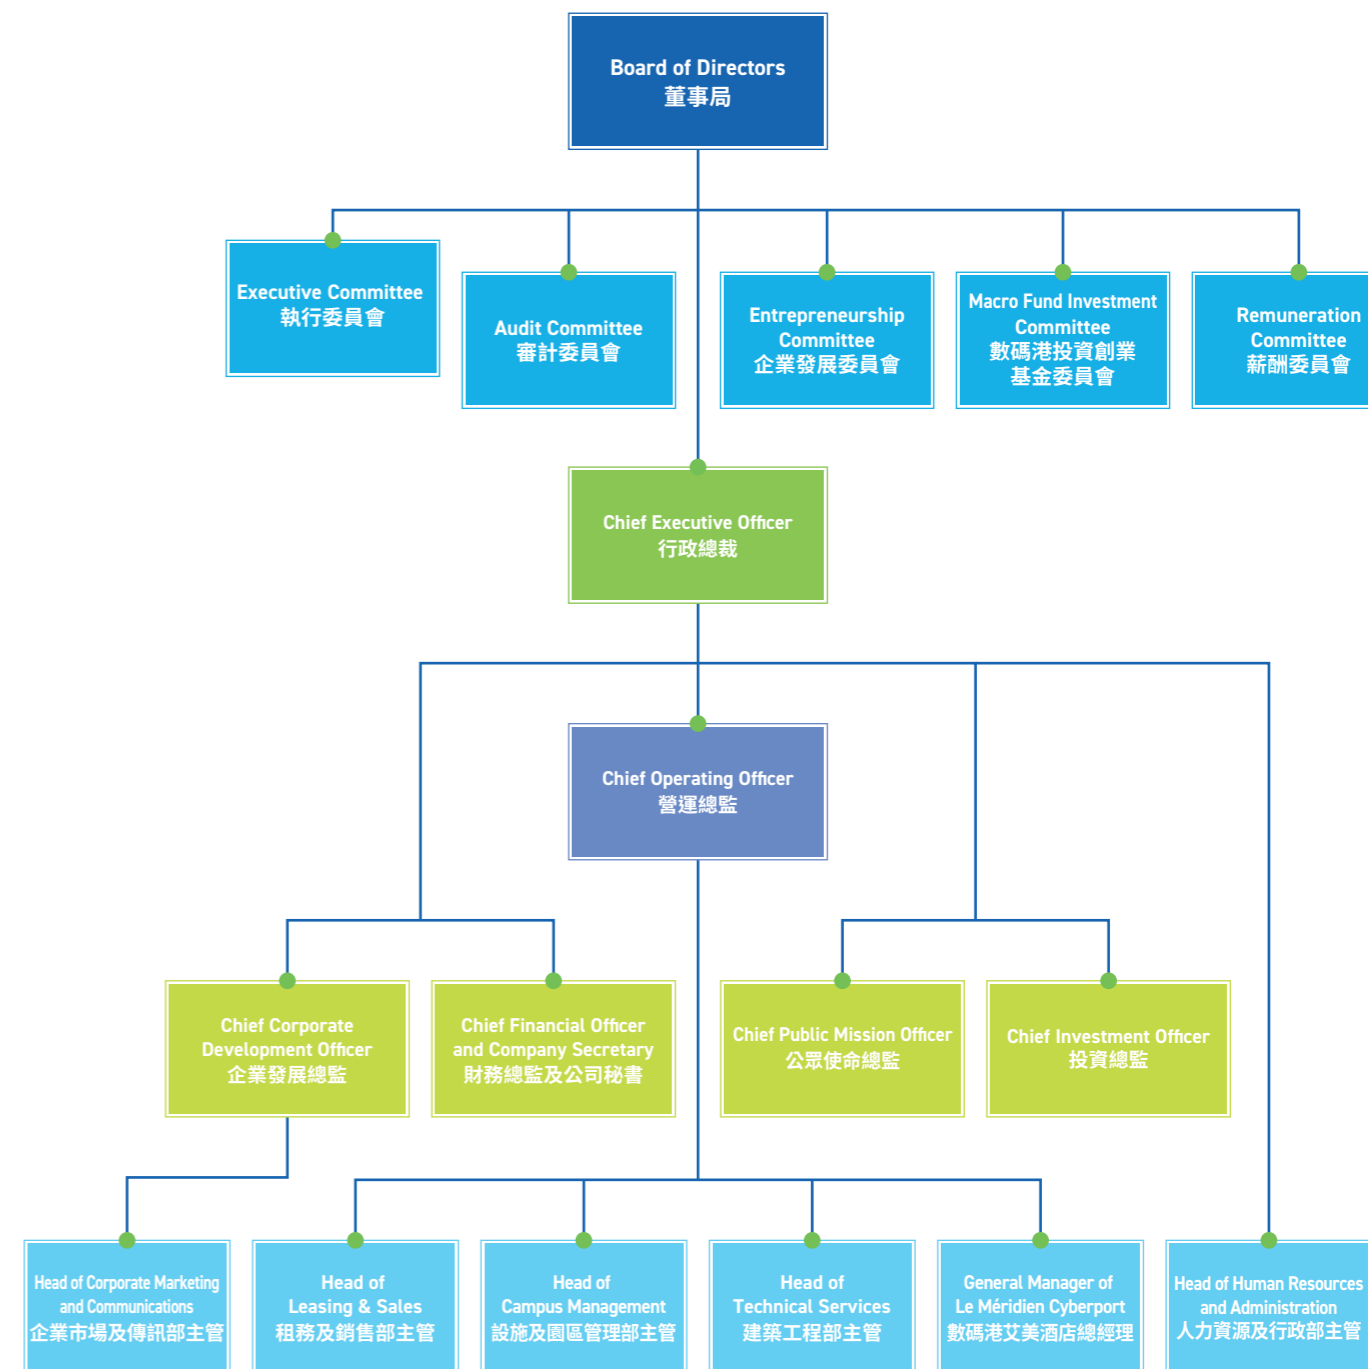 Board of Directors
董事局
Executive Committee
執行委員會
Audit Committee
審計委員會
Entrepreneurship
Committee
企業發展委員會
Macro Fund Investment
Committee
數碼港投資創業
基金委員會
Remuneration
Committee
薪酬委員會
Chief Executive Officer
行政總裁
Chief Operating Officer
營運總監
Chief Corporate
Development Officer
企業發展總監
Chief Financial Officer
and Company Secretary
財務總監及公司秘書
Chief Public Mission Officer
公眾使命總監
Chief Investment Officer
投資總監
Head of Corporate Marketing
and Communications
企業市場及傳訊部主管
Head of
Leasing & Sales
租務及銷售部主管
Head of
Campus Management
設施及園區管理部主管
Head of
Technical Services
建築工程部主管
General Manager of
Le Méridien Cyberport
數碼港艾美酒店總經理
Head of Human Resources
and Administration
人力資源及行政部主管